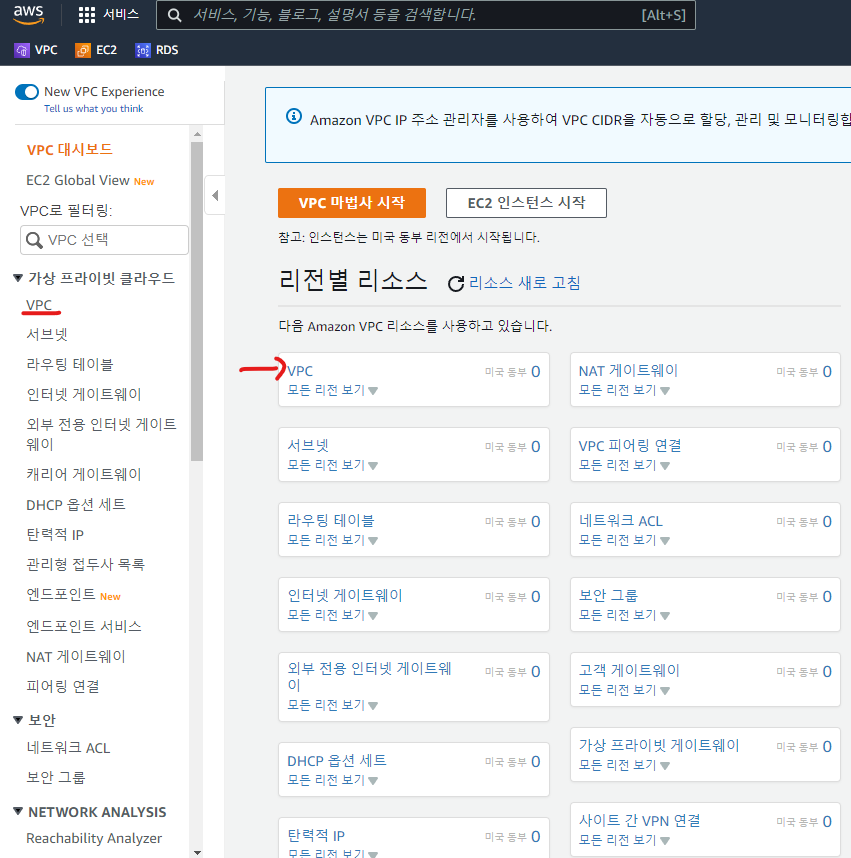 aws
서비스
서비스, 기능, 블로그, 설명서 등을 검색합니다.
[Alt+S]
VPC
EC2
RDS
New VPC Experience
Tell us what you think
VPC 대시보드
EC2 Global View New
VPC로 필터링:
VPC 선택
가상 프라이빗 클라우드
VPC
서브넷
라우팅 테이블
인터넷 게이트웨이
외부 전용 인터넷 게이트
웨이
캐리어 게이트웨이
DHCP 옵션 세트
탄력적 IP
관리형 접두사 목록
엔드포인트 New
엔드포인트 서비스
NAT 게이트웨이
피어링 연결
보안
네트워크 ACL
보안 그룹
NETWORK ANALYSIS
Reachability Analyzer
Amazon VPC IP 주소 관리자를 사용하여 VPC CIDR을 자동으로 할당, 관리 및 모니터링합
VPC 마법사 시작
EC2 인스턴스 시작
참고: 인스턴스는 미국 동부 리전에서 시작됩니다.
리전별 리소스
리소스 새로 고침
다음 Amazon VPC 리소스를 사용하고 있습니다.
VPC 미국 동부 0
모든 리전 보기
NAT 게이트웨이 미국 동부 0
모든 리전 보기
서브넷 미국 동부 0
모든 리전 보기
VPC 피어링 연결 미국 동부 0
모든 리전 보기
라우팅 테이블 미국 동부 0
모든 리전 보기
네트워크 ACL 미국 동부 0
모든 리전 보기
인터넷 게이트웨이 미국 동부 0
모든 리전 보기
보안 그룹 미국 동부 0
모든 리전 보기
외부 전용 인터넷 게이트웨 미국 동부 0
이
모든 리전 보기
고객 게이트웨이 미국 동부 0
모든 리전 보기
DHCP 옵션 세트 미국 동부 0
모든 리전 보기
가상 프라이빗 게이트웨이 미국 동부 0
모든 리전 보기
탄력적 IP 미국 동부 0
모든 리전 보기
사이트 간 VPN 연결 미국 동부 0
모든 리전 보기